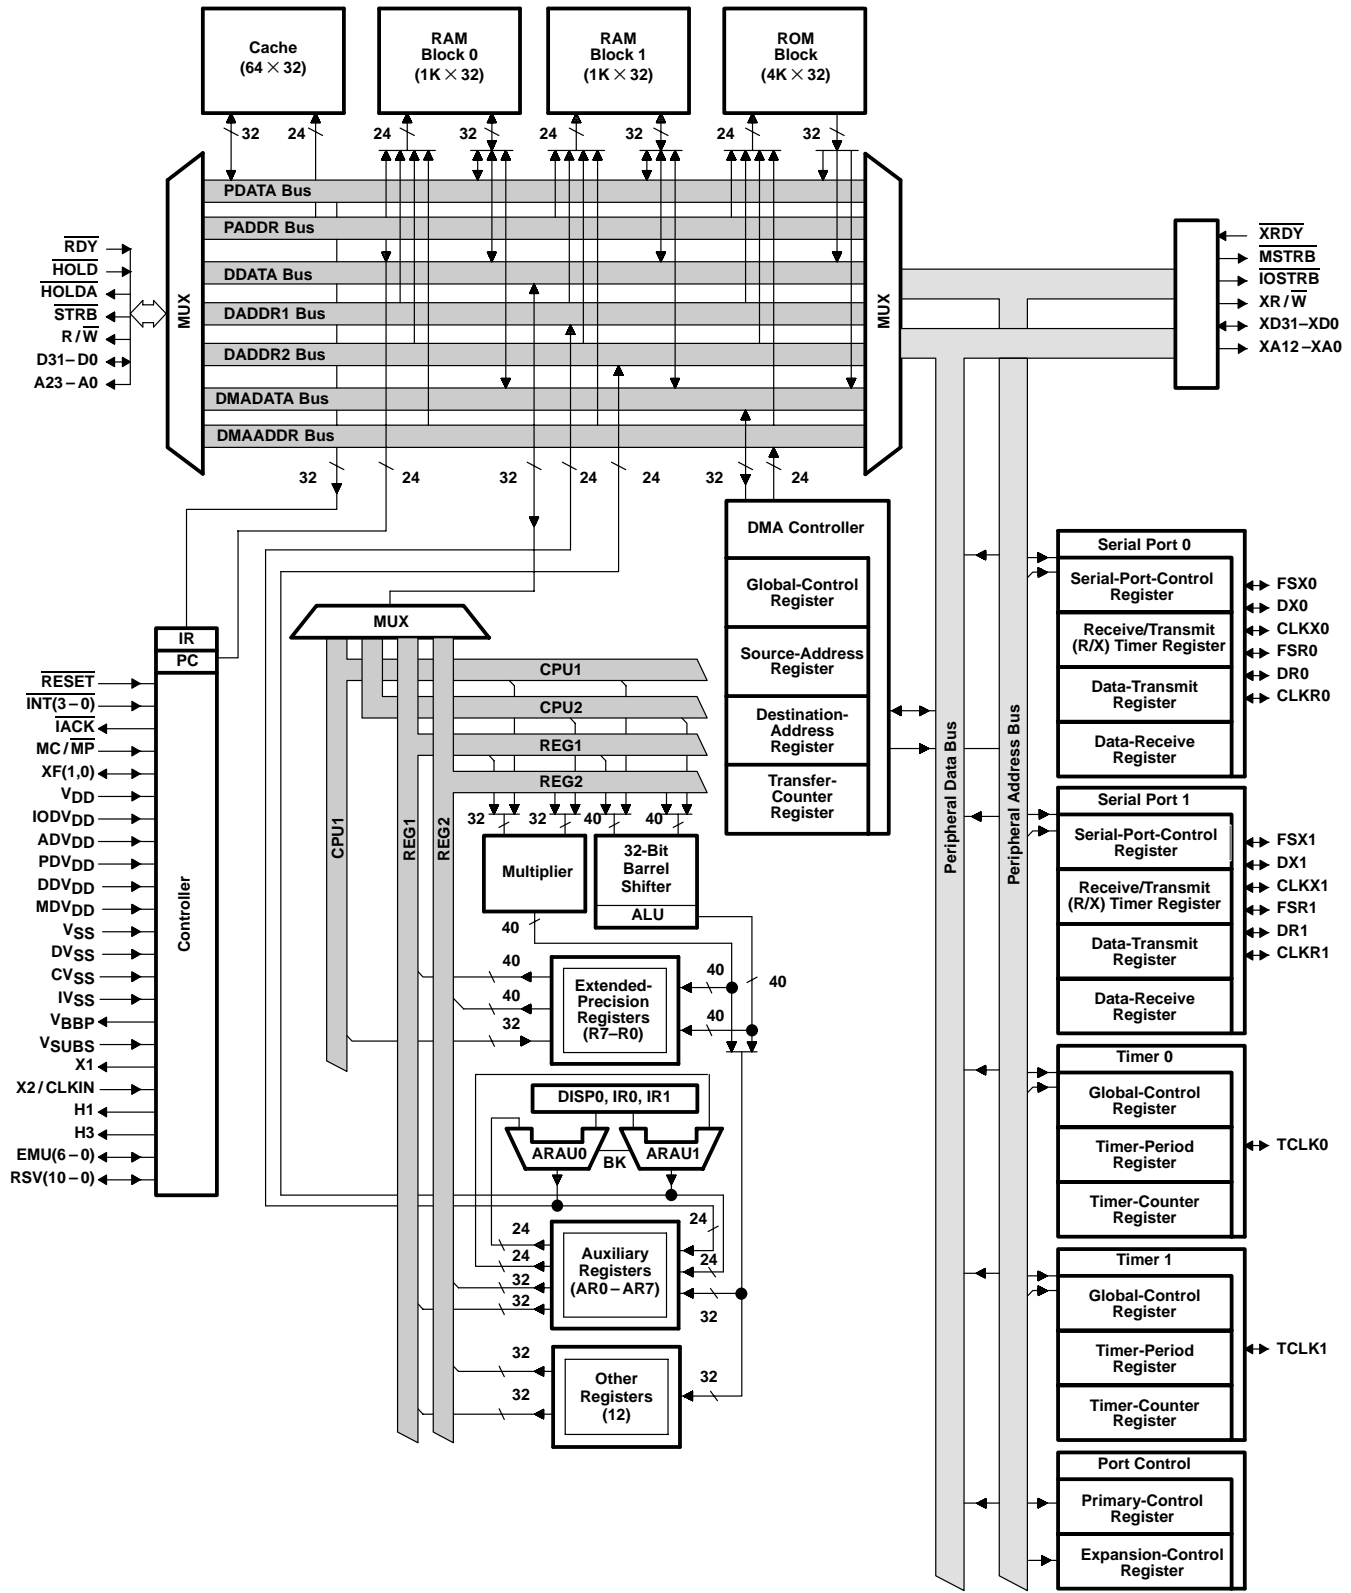 Cache
(64 × 32)
RAM
Block 0
(1K × 32)
RAM
Block 1
(1K × 32)
ROM
Block
(4K × 32)
32
24
24
32
24
32
24
32
PDATA Bus
PADDR Bus
DDATA Bus
DADDR1 Bus
DADDR2 Bus
DMADATA Bus
DMAADDR Bus
MUX
MUX
RDY
HOLD
HOLDA
STRB
R/W
D31–D0
A23–A0
XRDY
MSTRB
IOSTRB
XR/W
XD31–XD0
XA12–XA0
32
24
32
24
24
32
24
IR
PC
Controller
RESET
INT(3–0)
IACK
MC/MP
XF(1,0)
VDD
IODVDD
ADVDD
PDVDD
DDVDD
MDVDD
VSS
DVSS
CVSS
IVSS
VBBP
VSUBS
X1
X2/CLKIN
H1
H3
EMU(6–0)
RSV(10–0)
MUX
CPU1
CPU2
REG1
REG2
CPU1
REG1
REG2
32
32
40
40
Multiplier
32-Bit
Barrel
Shifter
ALU
40
40
40
32
Extended-
Precision
Registers
(R7–R0)
40
40
40
DISP0, IR0, IR1
ARAU0
BK
ARAU1
24
24
32
32
Auxiliary
Registers
(AR0–AR7)
24
24
32
32
32
Other
Registers
(12)
32
DMA Controller
Global-Control
Register
Source-Address
Register
Destination-
Address
Register
Transfer-
Counter
Register
Peripheral Data Bus
Peripheral Address Bus
Serial Port 0
Serial-Port-Control
Register
Receive/Transmit
(R/X) Timer Register
Data-Transmit
Register
Data-Receive
Register
FSX0
DX0
CLKX0
FSR0
DR0
CLKR0
Serial Port 1
Serial-Port-Control
Register
Receive/Transmit
(R/X) Timer Register
Data-Transmit
Register
Data-Receive
Register
FSX1
DX1
CLKX1
FSR1
DR1
CLKR1
Timer 0
Global-Control
Register
Timer-Period
Register
Timer-Counter
Register
TCLK0
Timer 1
Global-Control
Register
Timer-Period
Register
Timer-Counter
Register
TCLK1
Port Control
Primary-Control
Register
Expansion-Control
Register